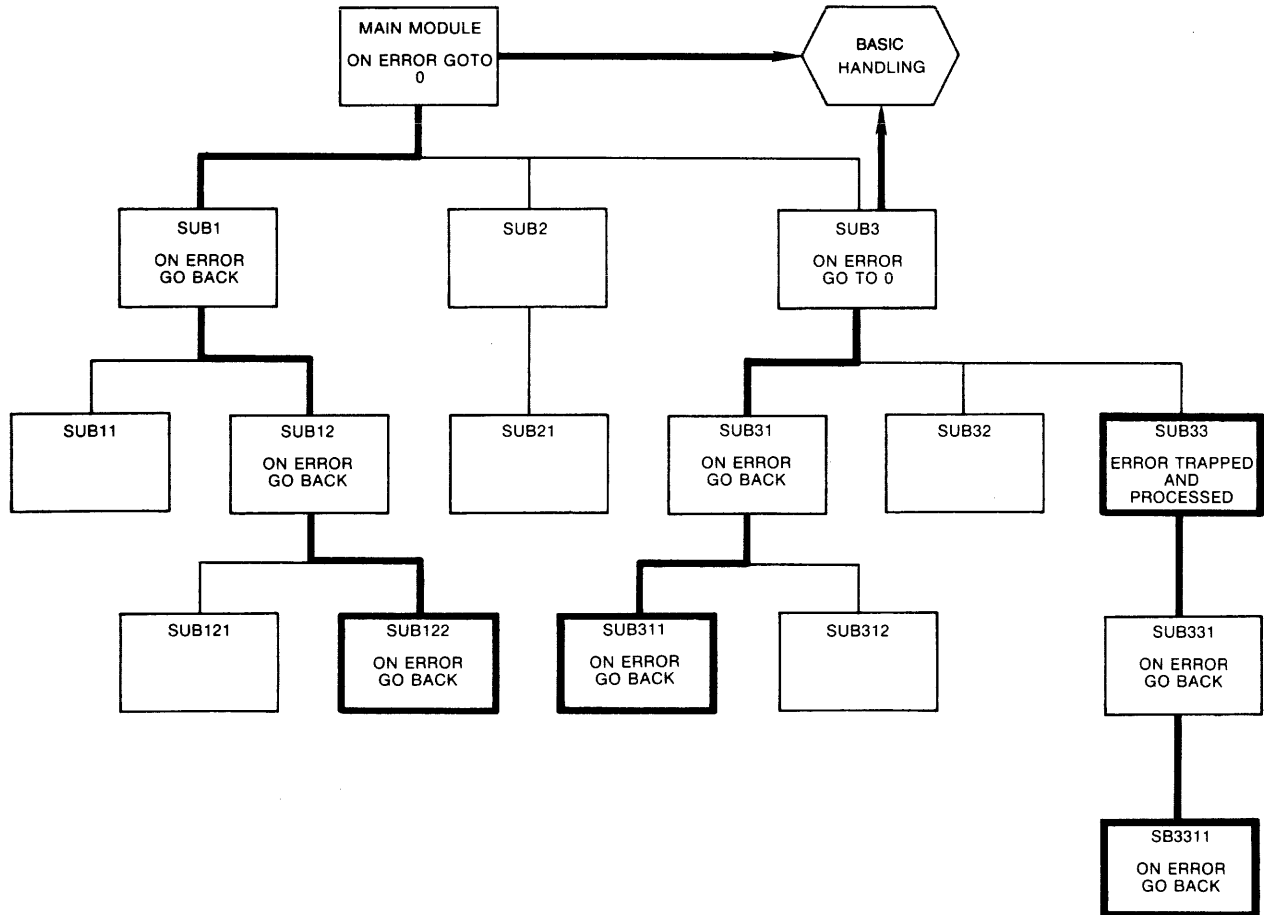 MAIN MODULE
ON ERROR GOTO
0
BASIC
HANDLING
SUB1
ON ERROR
GO BACK
SUB2
SUB3
ON ERROR
GO TO 0
SUB11
SUB12
ON ERROR
GO BACK
SUB21
SUB31
ON ERROR
GO BACK
SUB32
SUB33
ERROR TRAPPED
AND
PROCESSED
SUB121
SUB122
ON ERROR
GO BACK
SUB311
ON ERROR
GO BACK
SUB312
SUB331
ON ERROR
GO BACK
SB3311
ON ERROR
GO BACK